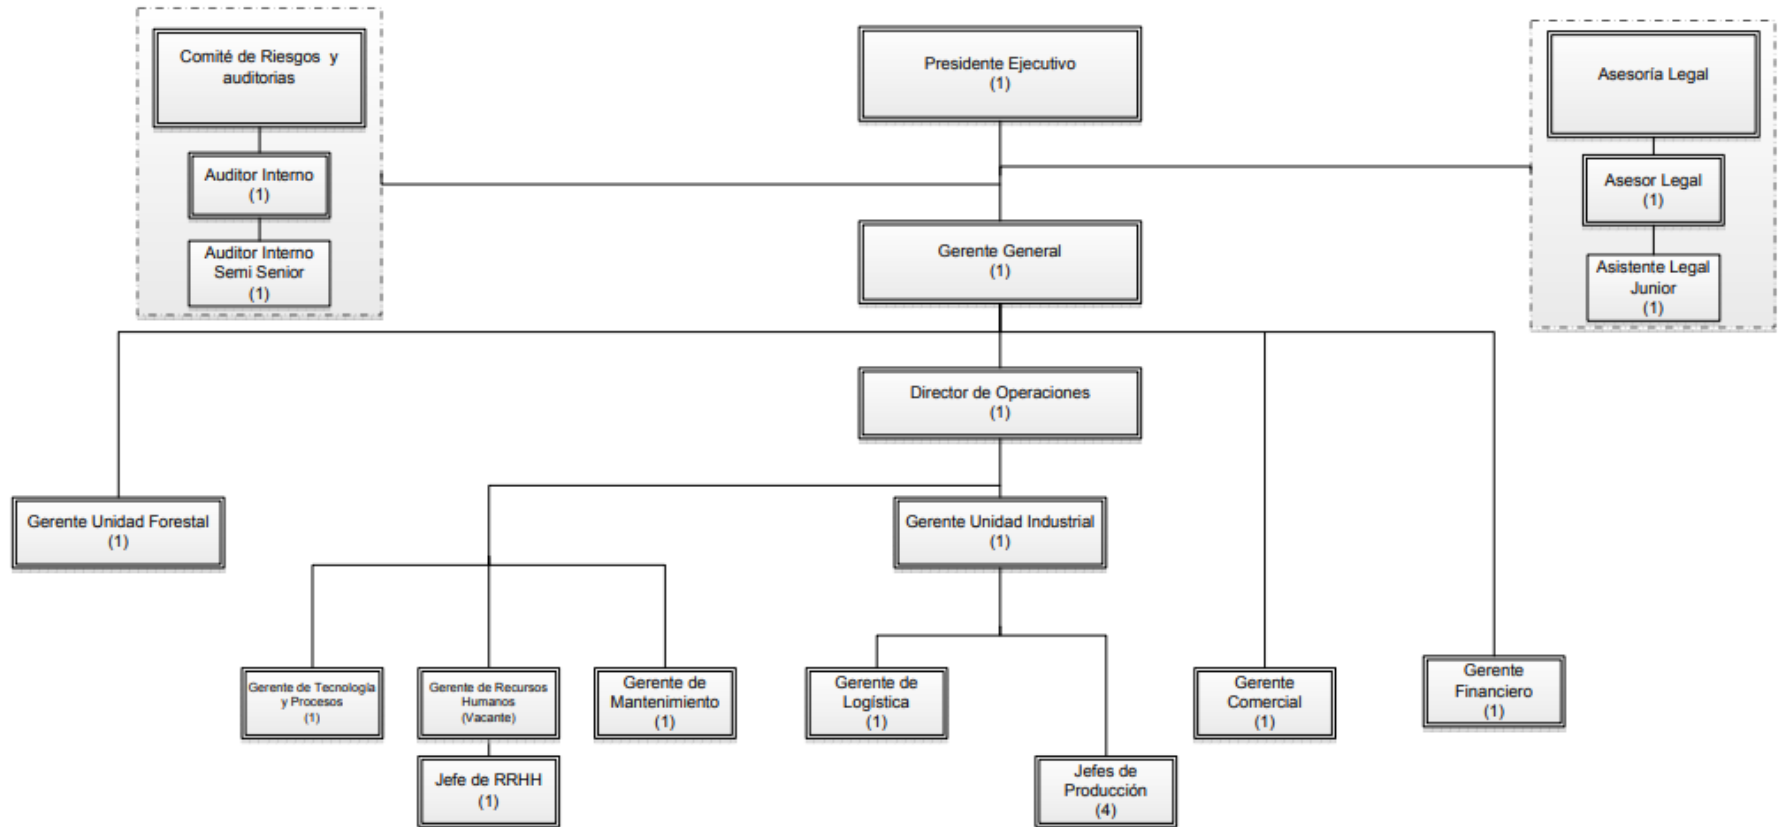 Comité de Riesgos y
auditorias
Presidente Ejecutivo
(1)
Asesoría Legal
Auditor Interno
(1)
Asesor Legal
(1)
Auditor Interno
Semi Senior
(1)
Gerente General
(1)
Asistente Legal
Junior
(1)
Director de Operaciones
(1)
Gerente Unidad Forestal
(1)
Gerente Unidad Industrial
(1)
Gerente de Tecnología
y Procesos
(1)
Gerente de Recursos
Humanos
(Vacante)
Gerente de
Mantenimiento
(1)
Gerente de
Logística
(1)
Gerente
Comercial
(1)
Gerente
Financiero
(1)
Jefe de RRHH
(1)
Jefes de
Producción
(4)